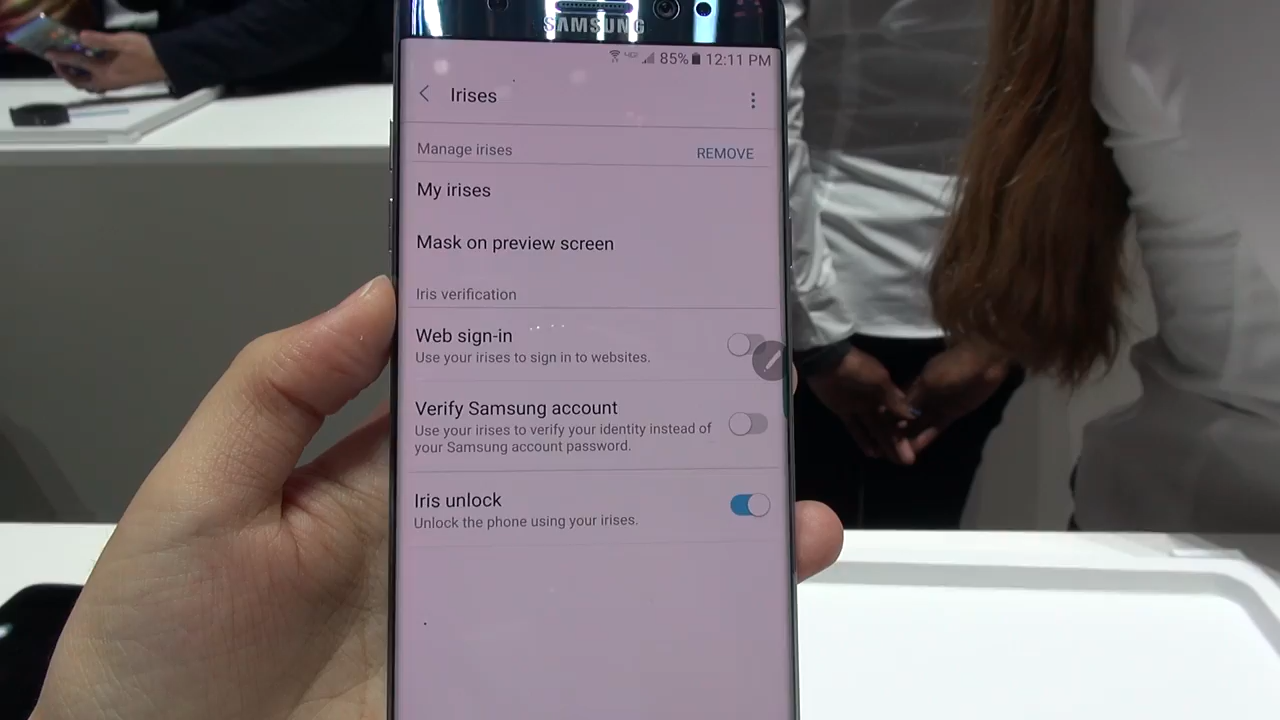 SAMSUNG
85% 12:11 PM
Irises
Manage irises
REMOVE
My irises
Mask on preview screen
Iris verification
Web sign-in
Use your irises to sign in to websites.
Verify Samsung account
Use your irises to verify your identity instead of
your Samsung account password.
Iris unlock
Unlock the phone using your irises.